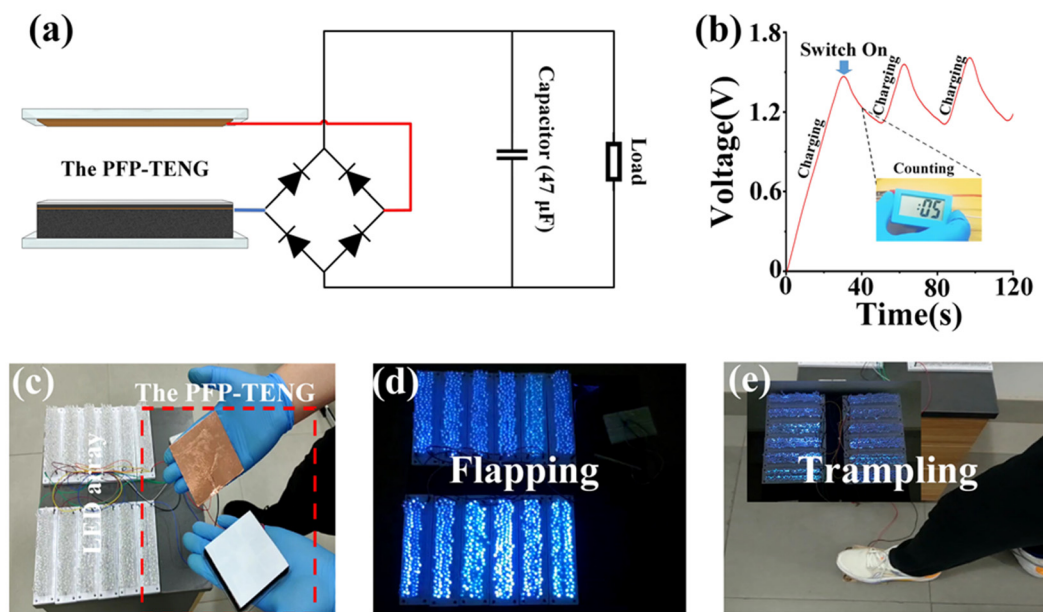 (a)
The PFP-TENG
Capacitor (47 μF)
Load
(b)
Voltage(V)
1.8
1.2
0.6
0
Switch On
Charging
Charging
Charging
Counting
:05
0
40
80
120
Time(s)
(c)
The PFP-TENG
LED array
(d)
Flapping
(e)
Trampling